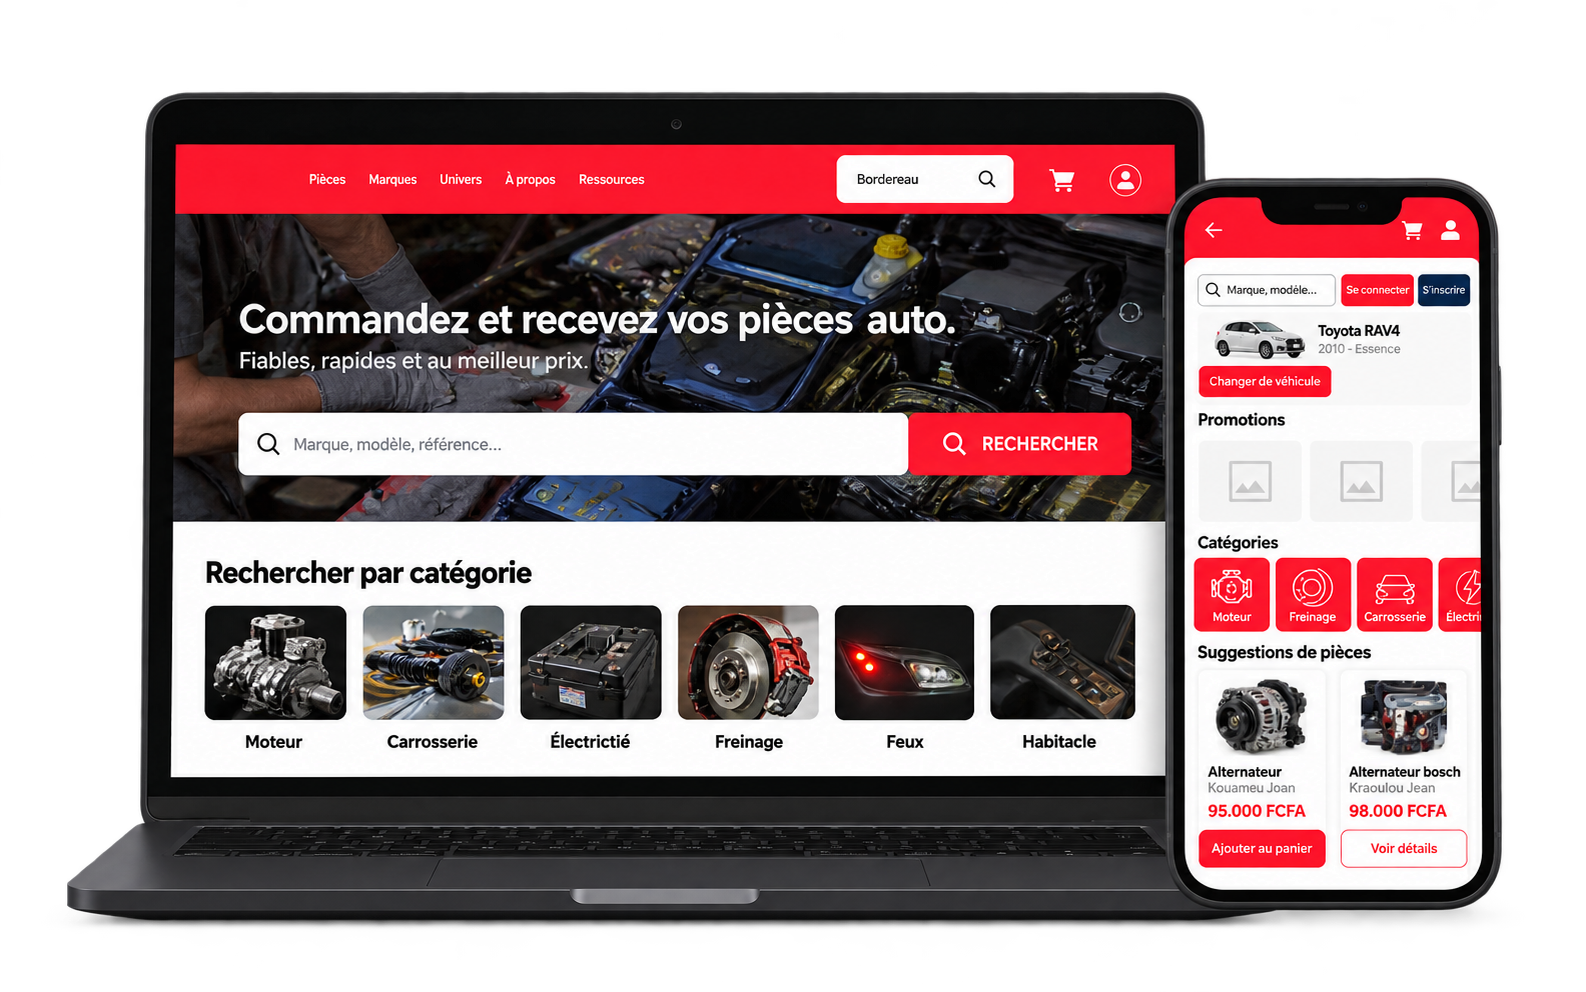 Pièces Marques Univers À propos Ressources Bordereau
Commandez et recevez vos pièces auto.
Fiables, rapides et au meilleur prix.
Marque, modèle, référence...
RECHERCHER
Rechercher par catégorie
Moteur Carrosserie Électrictié Freinage Feux Habitacle
Marque, modèle... Se connecter S'inscrire
Toyota RAV4
2010 - Essence
Changer de véhicule
Promotions
Catégories
Moteur Freinage Carrosserie Électri
Suggestions de pièces
Alternateur Alternateur bosch
Kouameu Joan Kraoulou Jean
95.000 FCFA 98.000 FCFA
Ajouter au panier Voir détails